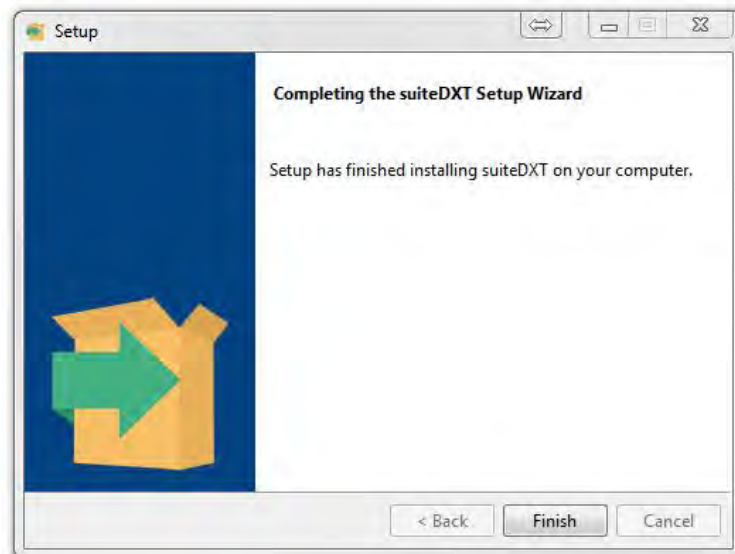 Setup
Completing the suiteDXT Setup Wizard
Setup has finished installing suiteDXT on your computer.
< Back
Finish
Cancel